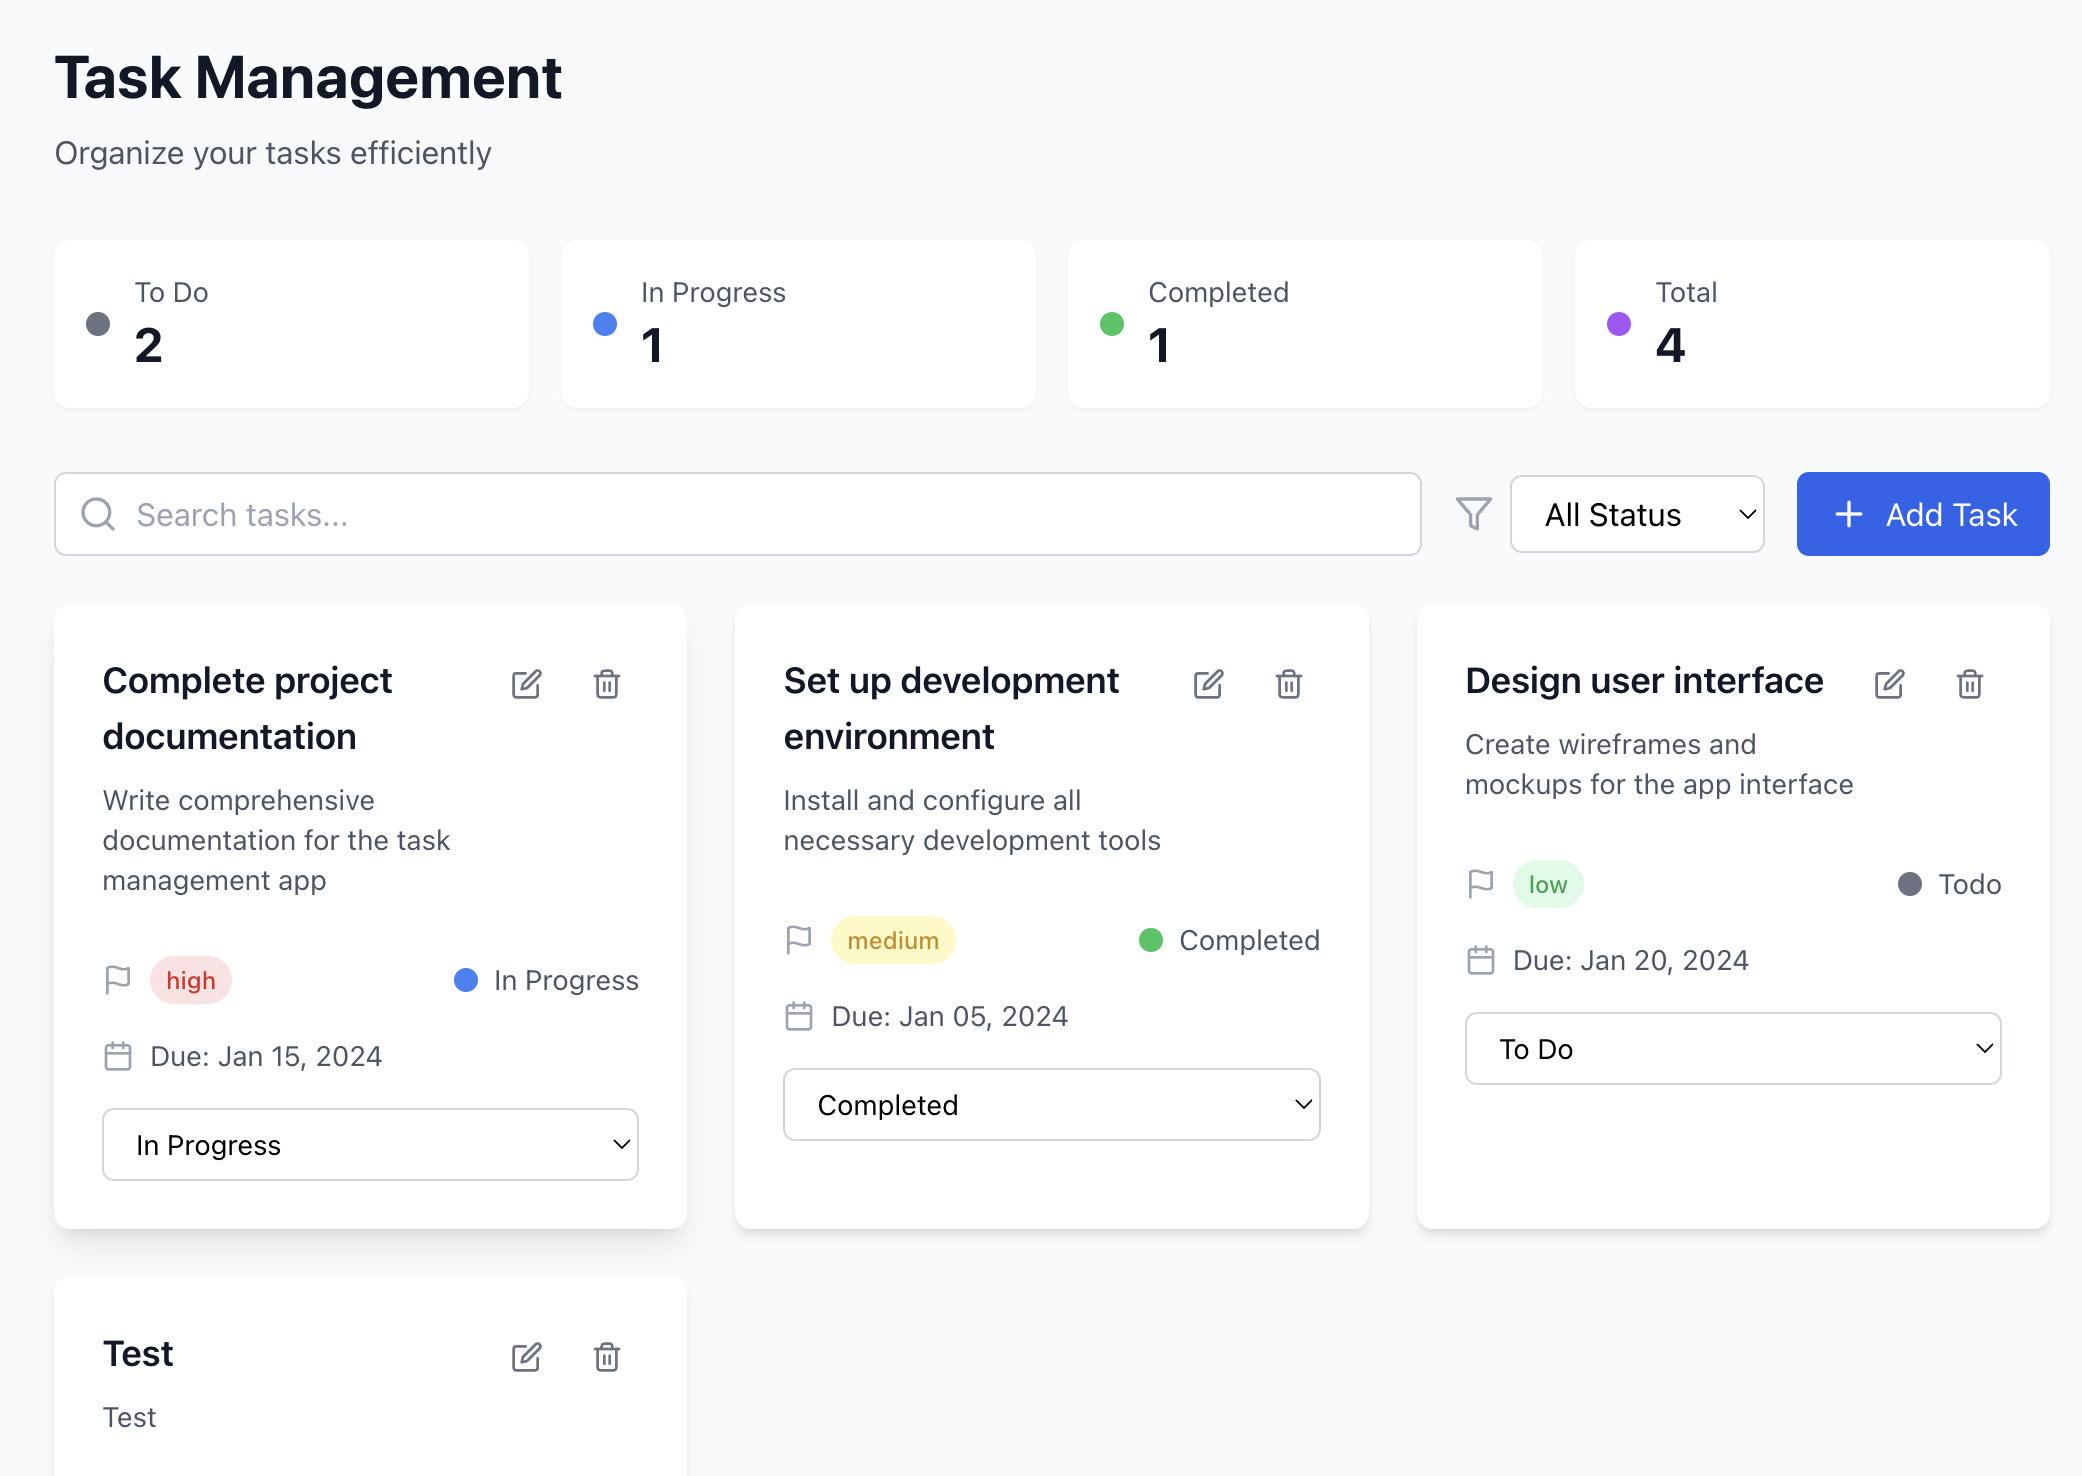 Task Management
Organize your tasks efficiently
To Do
2
In Progress
1
Completed
1
Total
4
Search tasks...
All Status
Add Task
Complete project
documentation
Write comprehensive
documentation for the task
management app
high
In Progress
Due: Jan 15, 2024
In Progress
Set up development
environment
Install and configure all
necessary development tools
medium
Completed
Due: Jan 05, 2024
Completed
Design user interface
Create wireframes and
mockups for the app interface
low
Todo
Due: Jan 20, 2024
To Do
Test
Test